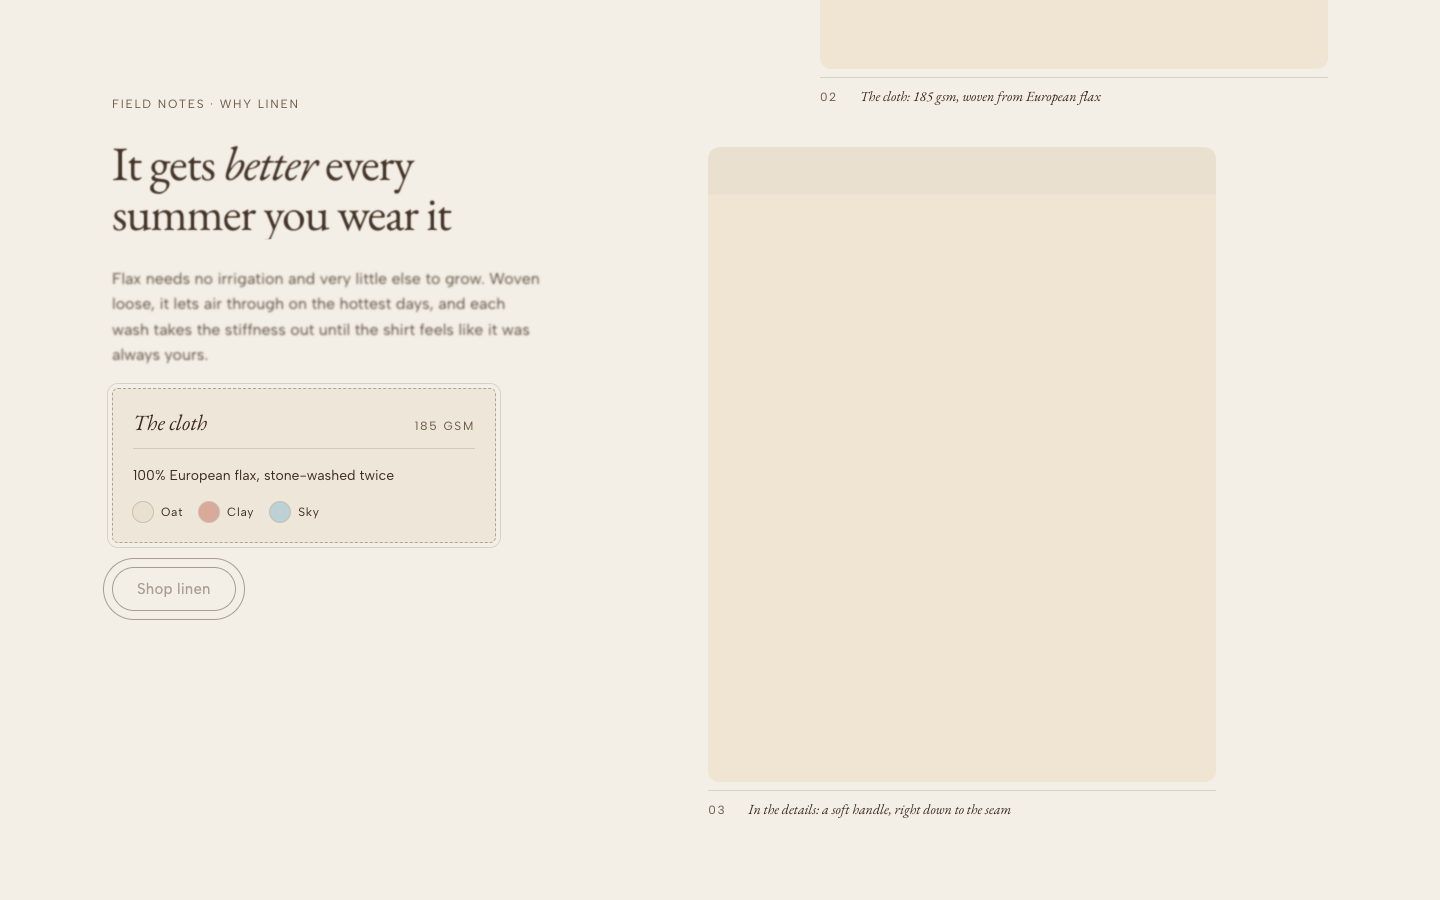 FIELD NOTES · WHY LINEN
It gets better every
summer you wear it
Flax needs no irrigation and very little else to grow. Woven
loose, it lets air through on the hottest days, and each
wash takes the stiffness out until the shirt feels like it was
always yours.
The cloth
185 GSM
100% European flax, stone-washed twice
Oat
Clay
Sky
Shop linen
02 The cloth: 185 gsm, woven from European flax
03 In the details: a soft handle, right down to the seam